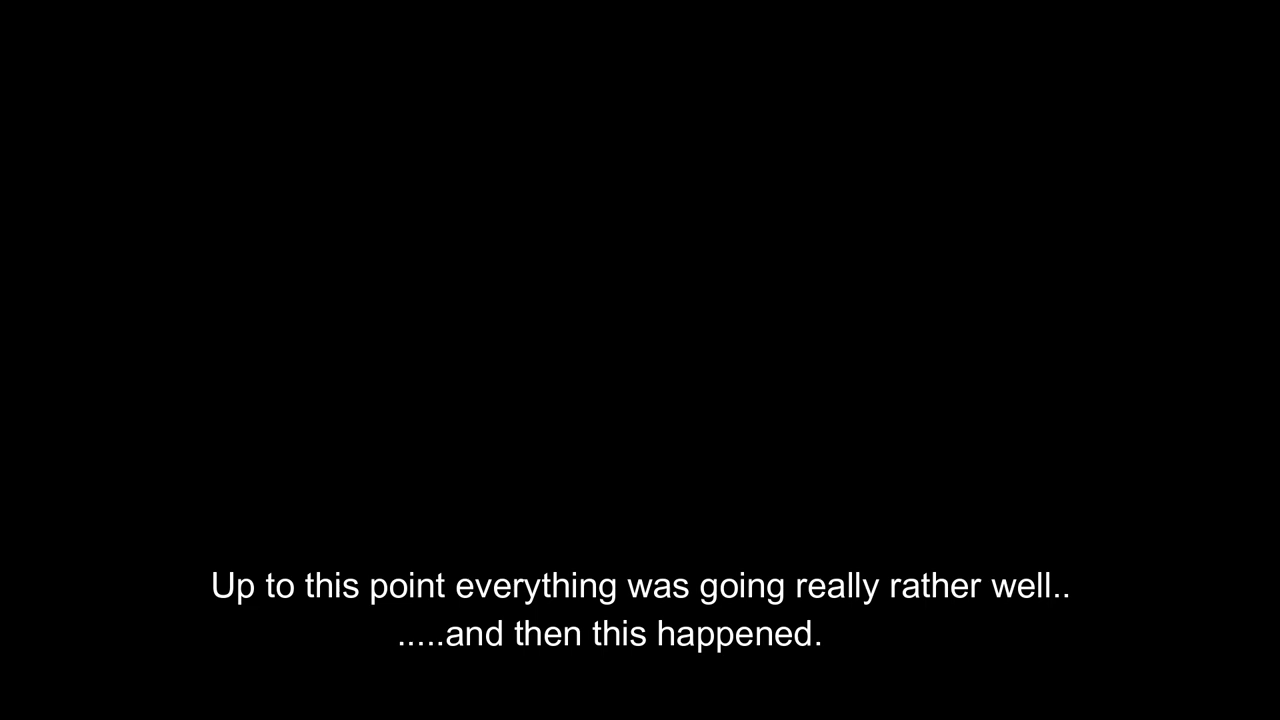 Up to this point everything was going really rather well..
.....and then this happened.